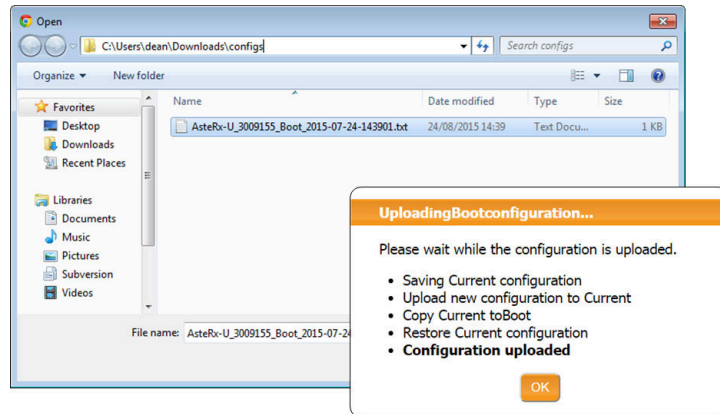 Open
C:\Users\dean\Downloads\configs
Search configs
Organize
New folder
Favorites
Desktop
Downloads
Recent Places
Libraries
Documents
Music
Pictures
Subversion
Videos
Name Date modified Type Size
AsteRx-U_3009155_Boot_2015-07-24-143901.txt 24/08/2015 14:39 Text Docu... 1 KB
File name: AsteRx-U_3009155_Boot_2015-07-24
UploadingBootconfiguration...
Please wait while the configuration is uploaded.
• Saving Current configuration
• Upload new configuration to Current
• Copy Current toBoot
• Restore Current configuration
• Configuration uploaded
OK